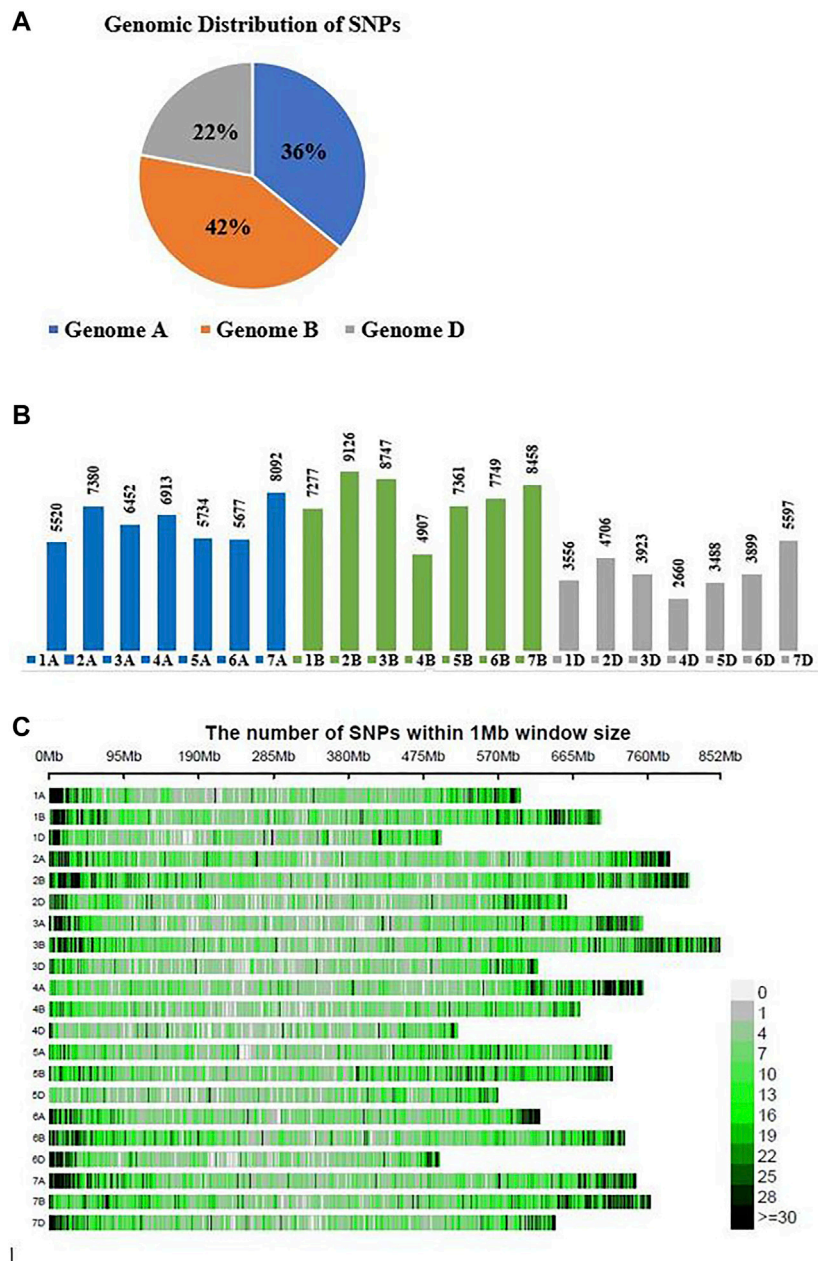 A
Genomic Distribution of SNPs
22%
36%
42%
Genome A Genome B Genome D
B
5520 7380 6452 6913 5734 5677 8092 7277 9126 8747 4907 7361 7749 8458 3556 4706 3923 2660 3488 3899 5597
1A 2A 3A 4A 5A 6A 7A 1B 2B 3B 4B 5B 6B 7B 1D 2D 3D 4D 5D 6D 7D
C
The number of SNPs within 1Mb window size
0Mb 95Mb 190Mb 285Mb 380Mb 475Mb 570Mb 665Mb 760Mb 852Mb
1A
1B
1D
2A
2B
2D
3A
3B
3D
4A
4B
4D
5A
5B
5D
6A
6B
6D
7A
7B
7D
0
1
4
7
10
13
16
19
22
25
28
>=30